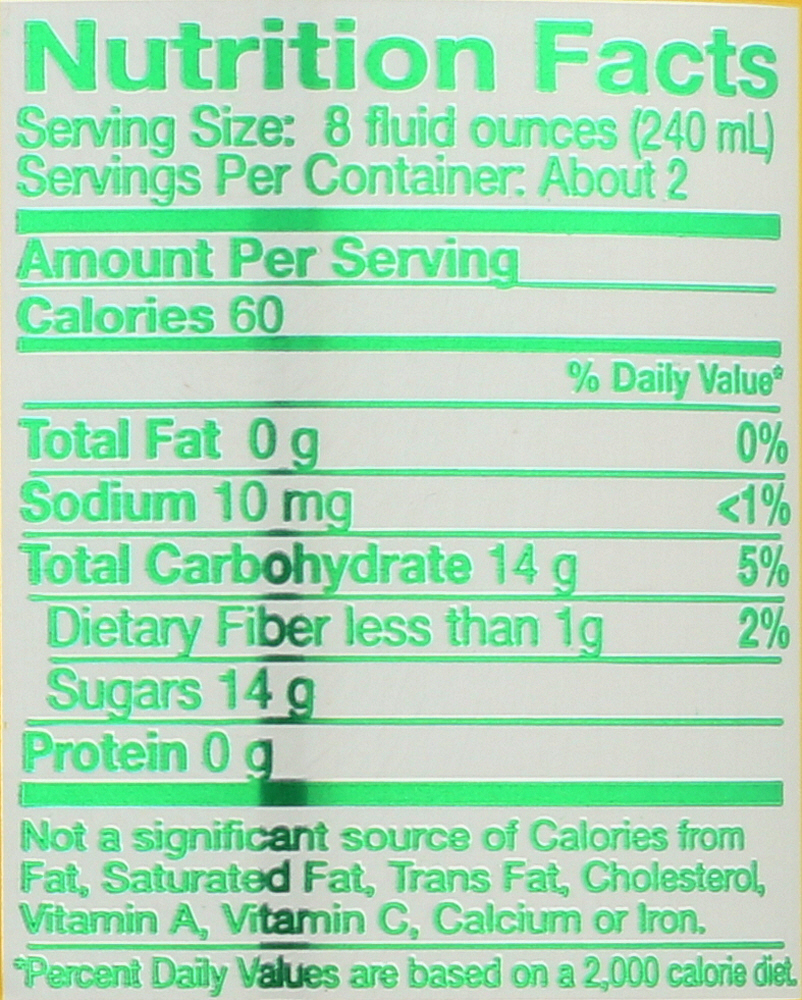 Nutrition Facts
Serving Size: 8 fluid ounces (240 mL)
Servings Per Container: About 2
Amount Per Serving
Calories 60
% Daily Value*
Total Fat 0 g 0%
Sodium 10 mg <1%
Total Carbohydrate 14 g 5%
Dietary Fiber less than 1g 2%
Sugars 14 g
Protein 0 g
Not a significant source of Calories from
Fat, Saturated Fat, Trans Fat, Cholesterol,
Vitamin A, Vitamin C, Calcium or Iron.
*Percent Daily Values are based on a 2,000 calorie diet.